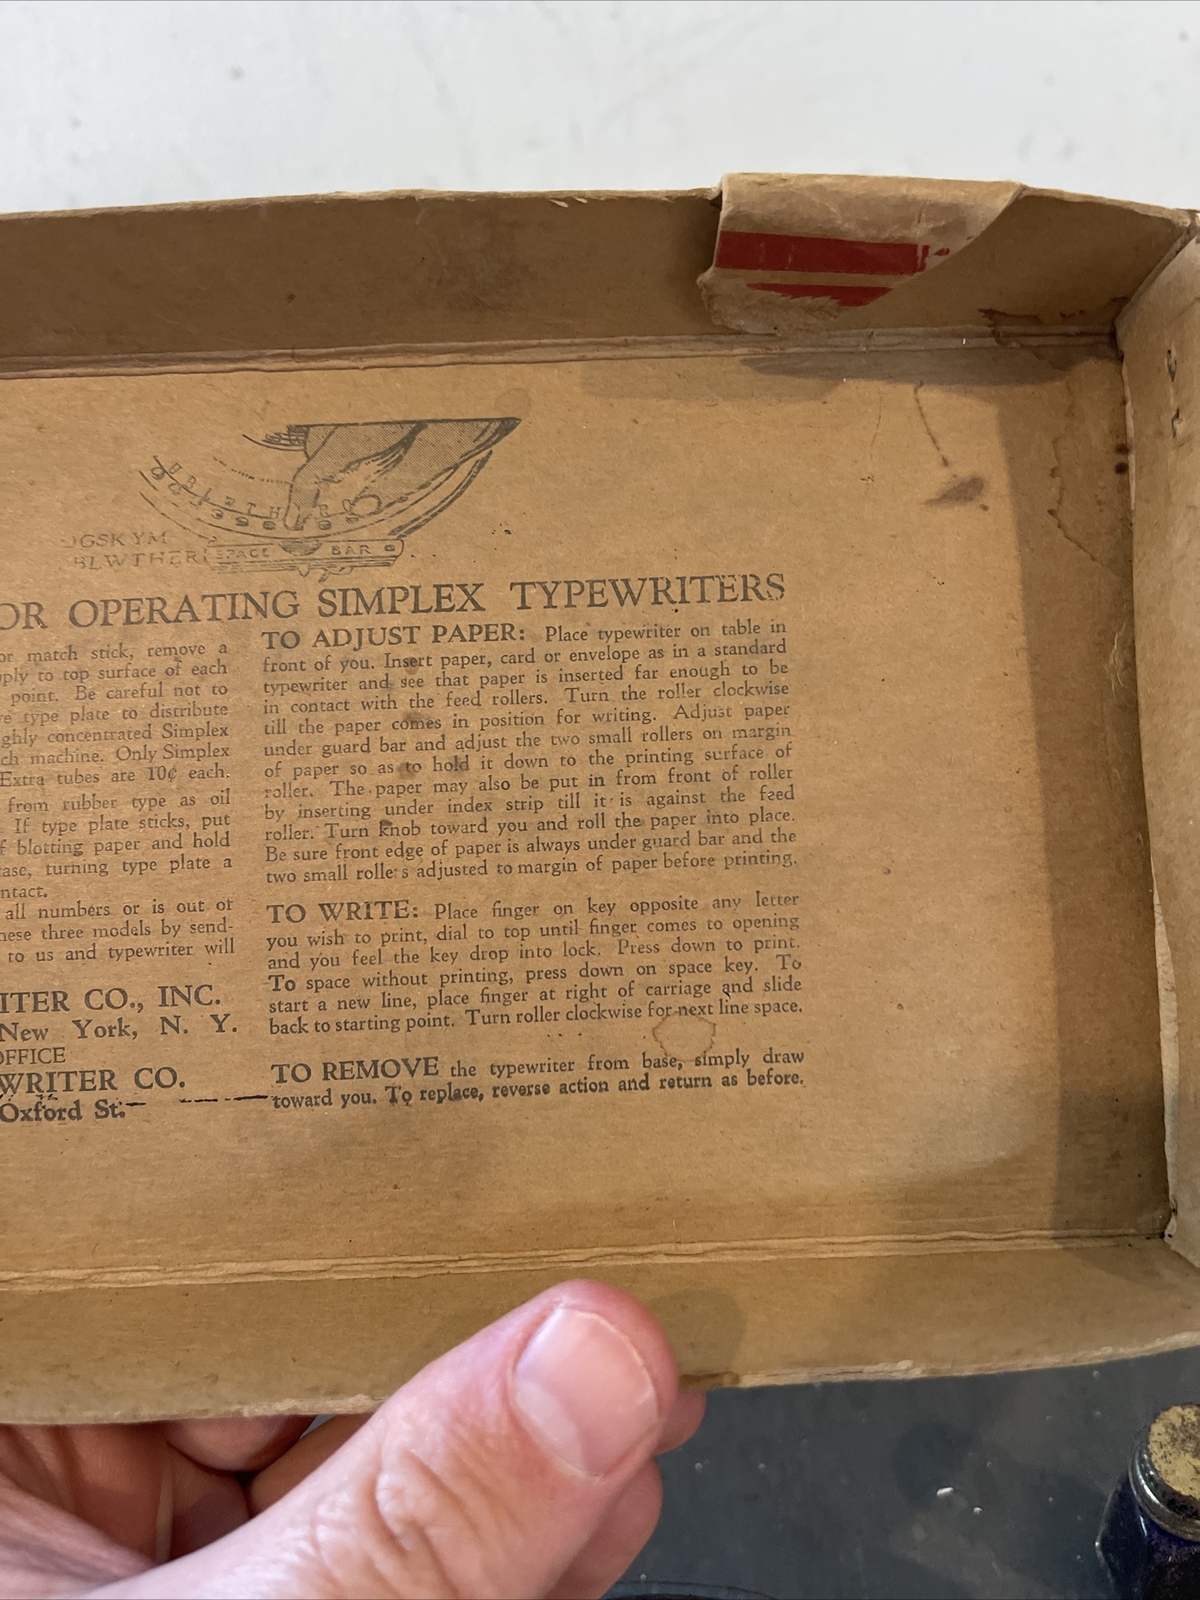 GSKYM
BLWTHER
SPACE BAR
OR OPERATING SIMPLEX TYPEWRITERS
or match stick, remove a
pply to top surface of each
point. Be careful not to
type plate to distribute
ghly concentrated Simplex
ch machine. Only Simplex
Extra tubes are 10¢ each.
from rubber type as oil
If type plate sticks, put
f blotting paper and hold
ase, turning type plate a
ntact.
all numbers or is out of
hese three models by send-
to us and typewriter will
ITER CO., INC.
New York, N. Y.
OFFICE
WRITER CO.
Oxford St.
TO ADJUST PAPER: Place typewriter on table in
front of you. Insert paper, card or envelope as in a standard
typewriter and see that paper is inserted far enough to be
in contact with the feed rollers. Turn the roller clockwise
till the paper comes in position for writing. Adjust paper
under guard bar and adjust the two small rollers on margin
of paper so as to hold it down to the printing surface of
roller. The paper may also be put in from front of roller
by inserting under index strip till it is against the feed
roller. Turn knob toward you and roll the paper into place.
Be sure front edge of paper is always under guard bar and the
two small rollers adjusted to margin of paper before printing.
TO WRITE: Place finger on key opposite any letter
you wish to print, dial to top until finger comes to opening
and you feel the key drop into lock. Press down to print.
To space without printing, press down on space key. To
start a new line, place finger at right of carriage and slide
back to starting point. Turn roller clockwise for next line space.
TO REMOVE the typewriter from base, simply draw
toward you. To replace, reverse action and return as before.